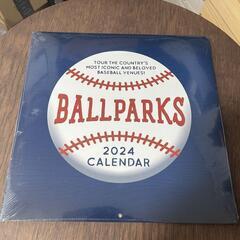 TOUR THE COUNTRY'S
MOST ICONIC AND BELOVED
BASEBALL VENUES!
BALLPARKS
2024
CALENDAR